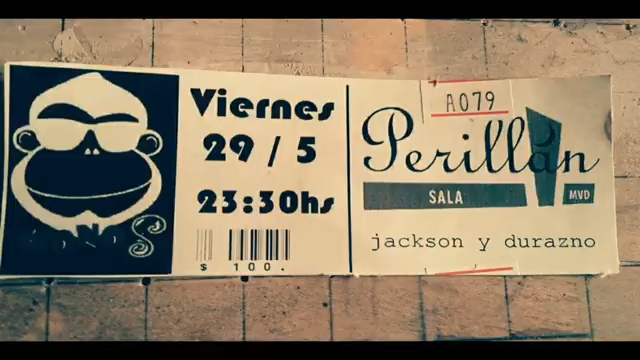 Viernes
29 / 5
23:30hs
$ 100.
A079
Perillán
SALA
MVD
jackson y durazno